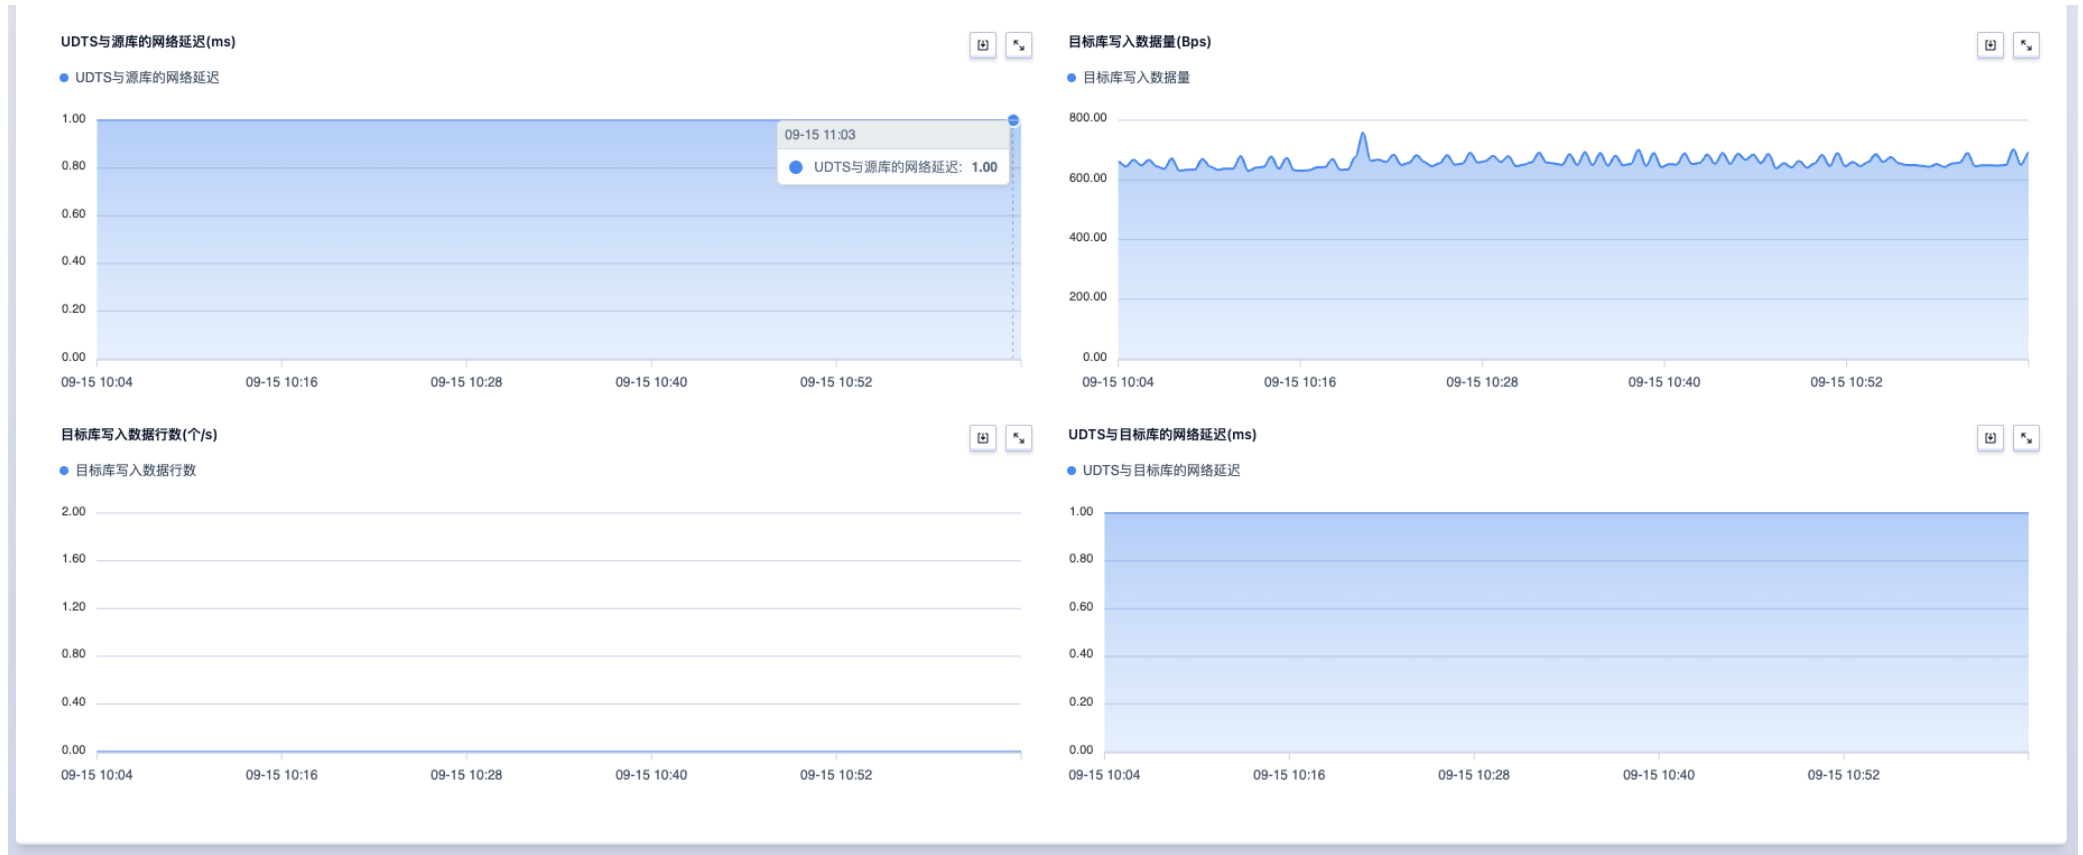 UDTS与源库的网络延迟(ms)
UDTS与源库的网络延迟
1.00
0.80
0.60
0.40
0.20
0.00
09-15 11:03
UDTS与源库的网络延迟: 1.00
09-15 10:04 09-15 10:16 09-15 10:28 09-15 10:40 09-15 10:52
目标库写入数据量(Bps)
目标库写入数据量
800.00
600.00
400.00
200.00
0.00
09-15 10:04 09-15 10:16 09-15 10:28 09-15 10:40 09-15 10:52
目标库写入数据行数(个/s)
目标库写入数据行数
2.00
1.60
1.20
0.80
0.40
0.00
09-15 10:04 09-15 10:16 09-15 10:28 09-15 10:40 09-15 10:52
UDTS与目标库的网络延迟(ms)
UDTS与目标库的网络延迟
1.00
0.80
0.60
0.40
0.20
0.00
09-15 10:04 09-15 10:16 09-15 10:28 09-15 10:40 09-15 10:52